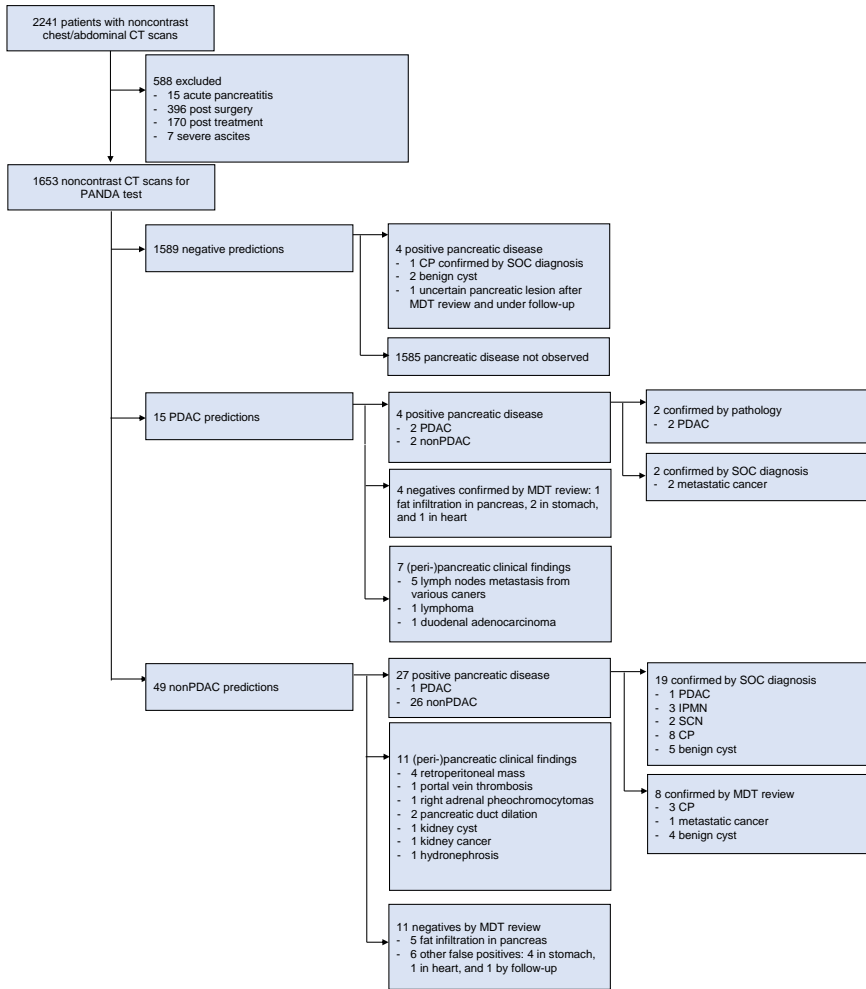 2241 patients with noncontrast
chest/abdominal CT scans
588 excluded
- 15 acute pancreatitis
- 396 post surgery
- 170 post treatment
- 7 severe ascites
1653 noncontrast CT scans for
PANDA test
1589 negative predictions
4 positive pancreatic disease
- 1 CP confirmed by SOC diagnosis
- 2 benign cyst
- 1 uncertain pancreatic lesion after
MDT review and under follow-up
1585 pancreatic disease not observed
15 PDAC predictions
4 positive pancreatic disease
- 2 PDAC
- 2 nonPDAC
2 confirmed by pathology
- 2 PDAC
2 confirmed by SOC diagnosis
- 2 metastatic cancer
4 negatives confirmed by MDT review: 1
fat infiltration in pancreas, 2 in stomach,
and 1 in heart
7 (peri-)pancreatic clinical findings
- 5 lymph nodes metastasis from
various caners
- 1 lymphoma
- 1 duodenal adenocarcinoma
49 nonPDAC predictions
27 positive pancreatic disease
- 1 PDAC
- 26 nonPDAC
19 confirmed by SOC diagnosis
- 1 PDAC
- 3 IPMN
- 2 SCN
- 8 CP
- 5 benign cyst
8 confirmed by MDT review
- 3 CP
- 1 metastatic cancer
- 4 benign cyst
11 (peri-)pancreatic clinical findings
- 4 retroperitoneal mass
- 1 portal vein thrombosis
- 1 right adrenal pheochromocytomas
- 2 pancreatic duct dilation
- 1 kidney cyst
- 1 kidney cancer
- 1 hydronephrosis
11 negatives by MDT review
- 5 fat infiltration in pancreas
- 6 other false positives: 4 in stomach,
1 in heart, and 1 by follow-up